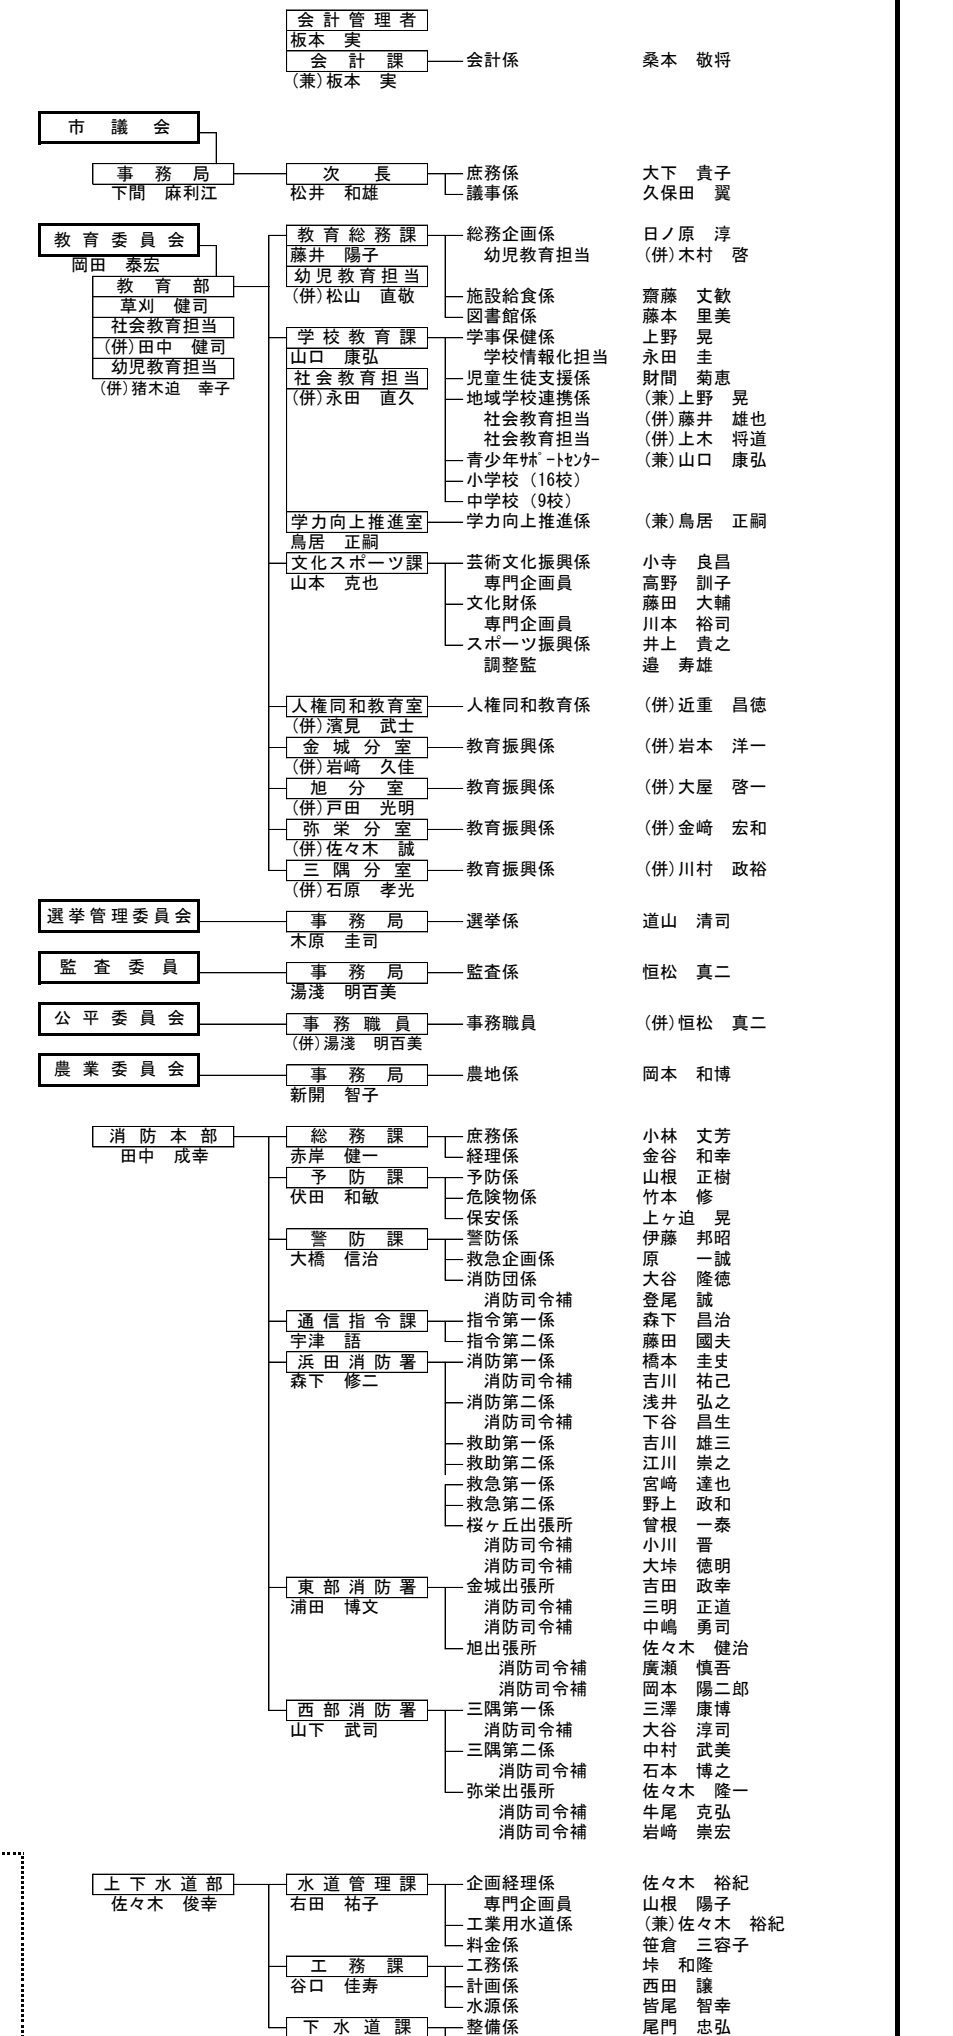 会計管理者
板本　実
会計課　会計係　桑本　敬将
(兼)板本　実
市議会
事務局　次長　庶務係　大下　貴子
下間　麻利江　松井　和雄　議事係　久保田　翼
教育委員会　教育総務課　総務企画係　日ノ原　淳
藤井　陽子　幼児教育担当　(併)木村　啓
岡田　泰宏　幼児教育担当
教育部　(併)松山　直敬　施設給食係　齋藤　丈歓
草刈　健司　図書館係　藤本　里美
社会教育担当　学校教育課　学事保健係　上野　晃
(併)田中　健司　山口　康弘　学校情報化担当　永田　圭
幼児教育担当　社会教育担当　児童生徒支援係　財間　菊恵
(併)猪木迫　幸子　(併)永田　直久　地域学校連携係　(兼)上野　晃
社会教育担当　(併)藤井　雄也
社会教育担当　(併)上木　将道
青少年サポートセンター　(兼)山口　康弘
小学校（16校）
中学校（9校）
学力向上推進室　学力向上推進係　(兼)鳥居　正嗣
鳥居　正嗣
文化スポーツ課　芸術文化振興係　小寺　良昌
山本　克也　専門企画員　高野　訓子
文化財係　藤田　大輔
専門企画員　川本　裕司
スポーツ振興係　井上　貴之
調整監　邉　寿雄
人権同和教育室　人権同和教育係　(併)近重　昌徳
(併)濱見　武士
金城分室　教育振興係　(併)岩本　洋一
(併)岩﨑　久佳
旭分室　教育振興係　(併)大屋　啓一
(併)戸田　光明
弥栄分室　教育振興係　(併)金﨑　宏和
(併)佐々木　誠
三隅分室　教育振興係　(併)川村　政裕
(併)石原　孝光
選挙管理委員会　事務局　選挙係　道山　清司
木原　圭司
監査委員　事務局　監査係　恒松　真二
湯淺　明百美
公平委員会　事務職員　事務職員　(併)恒松　真二
(併)湯淺　明百美
農業委員会　事務局　農地係　岡本　和博
新開　智子
消防本部　総務課　庶務係　小林　丈芳
田中　成幸　赤岸　健一　経理係　金谷　和幸
予防課　予防係　山根　正樹
伏田　和敏　危険物係　竹本　修
保安係　上ヶ迫　晃
警防課　警防係　伊藤　邦昭
大橋　信治　救急企画係　原　一誠
消防団係　大谷　隆徳
消防司令補　登尾　誠
通信指令課　指令第一係　森下　昌治
宇津　語　指令第二係　藤田　國夫
浜田消防署　消防第一係　橋本　圭史
森下　修二　消防司令補　吉川　祐己
消防第二係　浅井　弘之
消防司令補　下谷　昌生
救助第一係　吉川　雄三
救助第二係　江川　崇之
救急第一係　宮﨑　達也
救急第二係　野上　政和
桜ヶ丘出張所　曾根　一泰
消防司令補　小川　晋
消防司令補　大垰　徳明
東部消防署　金城出張所　吉田　政幸
浦田　博文　消防司令補　三明　正道
消防司令補　中嶋　勇司
旭出張所　佐々木　健治
消防司令補　廣瀬　慎吾
消防司令補　岡本　陽二郎
西部消防署　三隅第一係　三澤　康博
山下　武司　消防司令補　大谷　淳司
三隅第二係　中村　武美
消防司令補　石本　博之
弥栄出張所　佐々木　隆一
消防司令補　牛尾　克弘
消防司令補　岩﨑　崇宏
上下水道部　水道管理課　企画経理係　佐々木　裕紀
佐々木　俊幸　右田　祐子　専門企画員　山根　陽子
工業用水道係　(兼)佐々木　裕紀
料金係　笹倉　三容子
工務課　工務係　垰　和隆
谷口　佳寿　計画係　西田　譲
水源係　皆尾　智幸
下水道課　整備係　尾門　忠弘